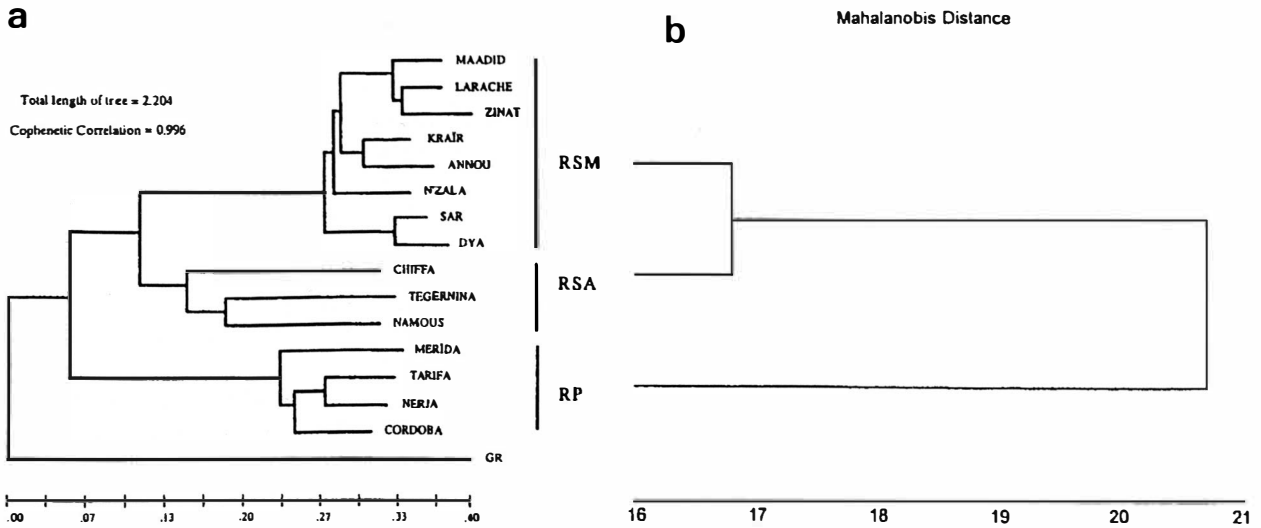 a
Total length of tree = 2.204
Cophenetic Correlation = 0.996
MAADID
LARACHE
ZINAT
KRAÏR
ANNOU
N'ZALA
SAR
DYA
CHIFFA
TEGERNINA
NAMOUS
MERIDA
TARIFA
NERJA
CORDOBA
GR
RSM
RSA
RP
.00 .07 .13 .20 .27 .33 .40
b
Mahalanobis Distance
16 17 18 19 20 21